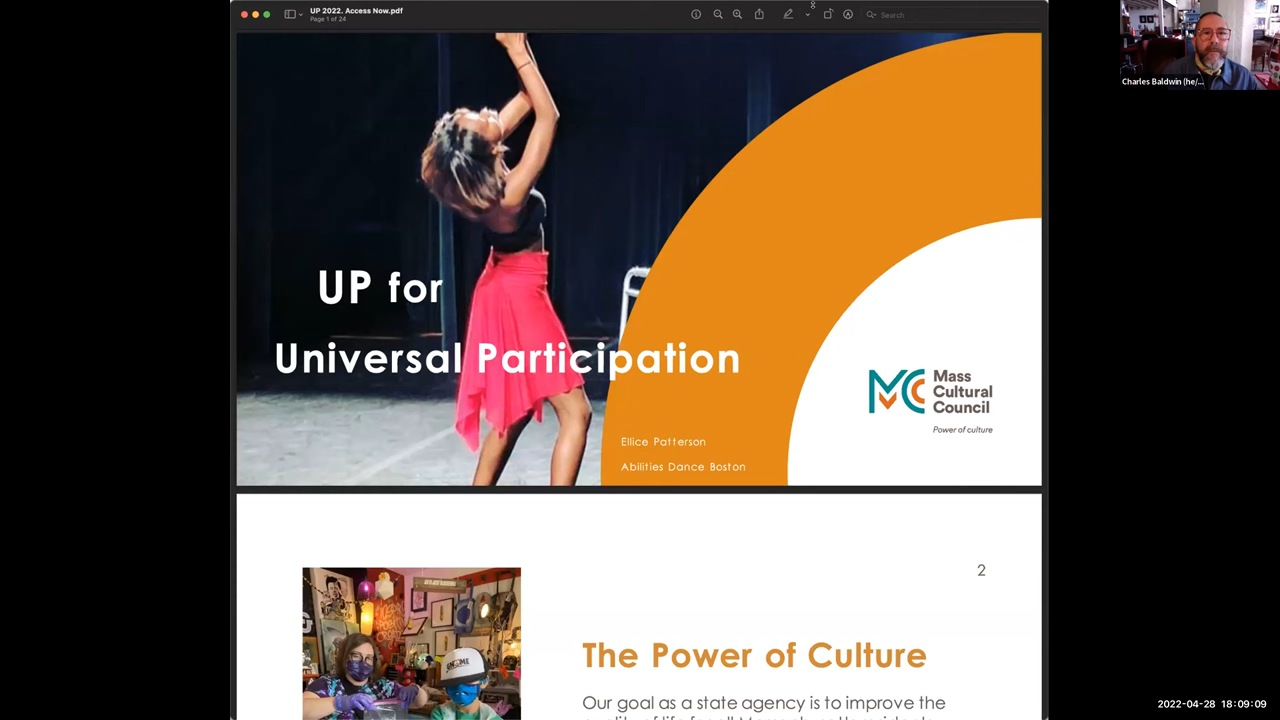 UP 2022. Access Now.pdf
Page 1 of 24
Search
Charles Baldwin (he/...
UP for
Universal Participation
Mass
Cultural
Council
Power of culture
Ellice Patterson
Abilities Dance Boston
2
The Power of Culture
Our goal as a state agency is to improve the
2022-04-28 18:09:09